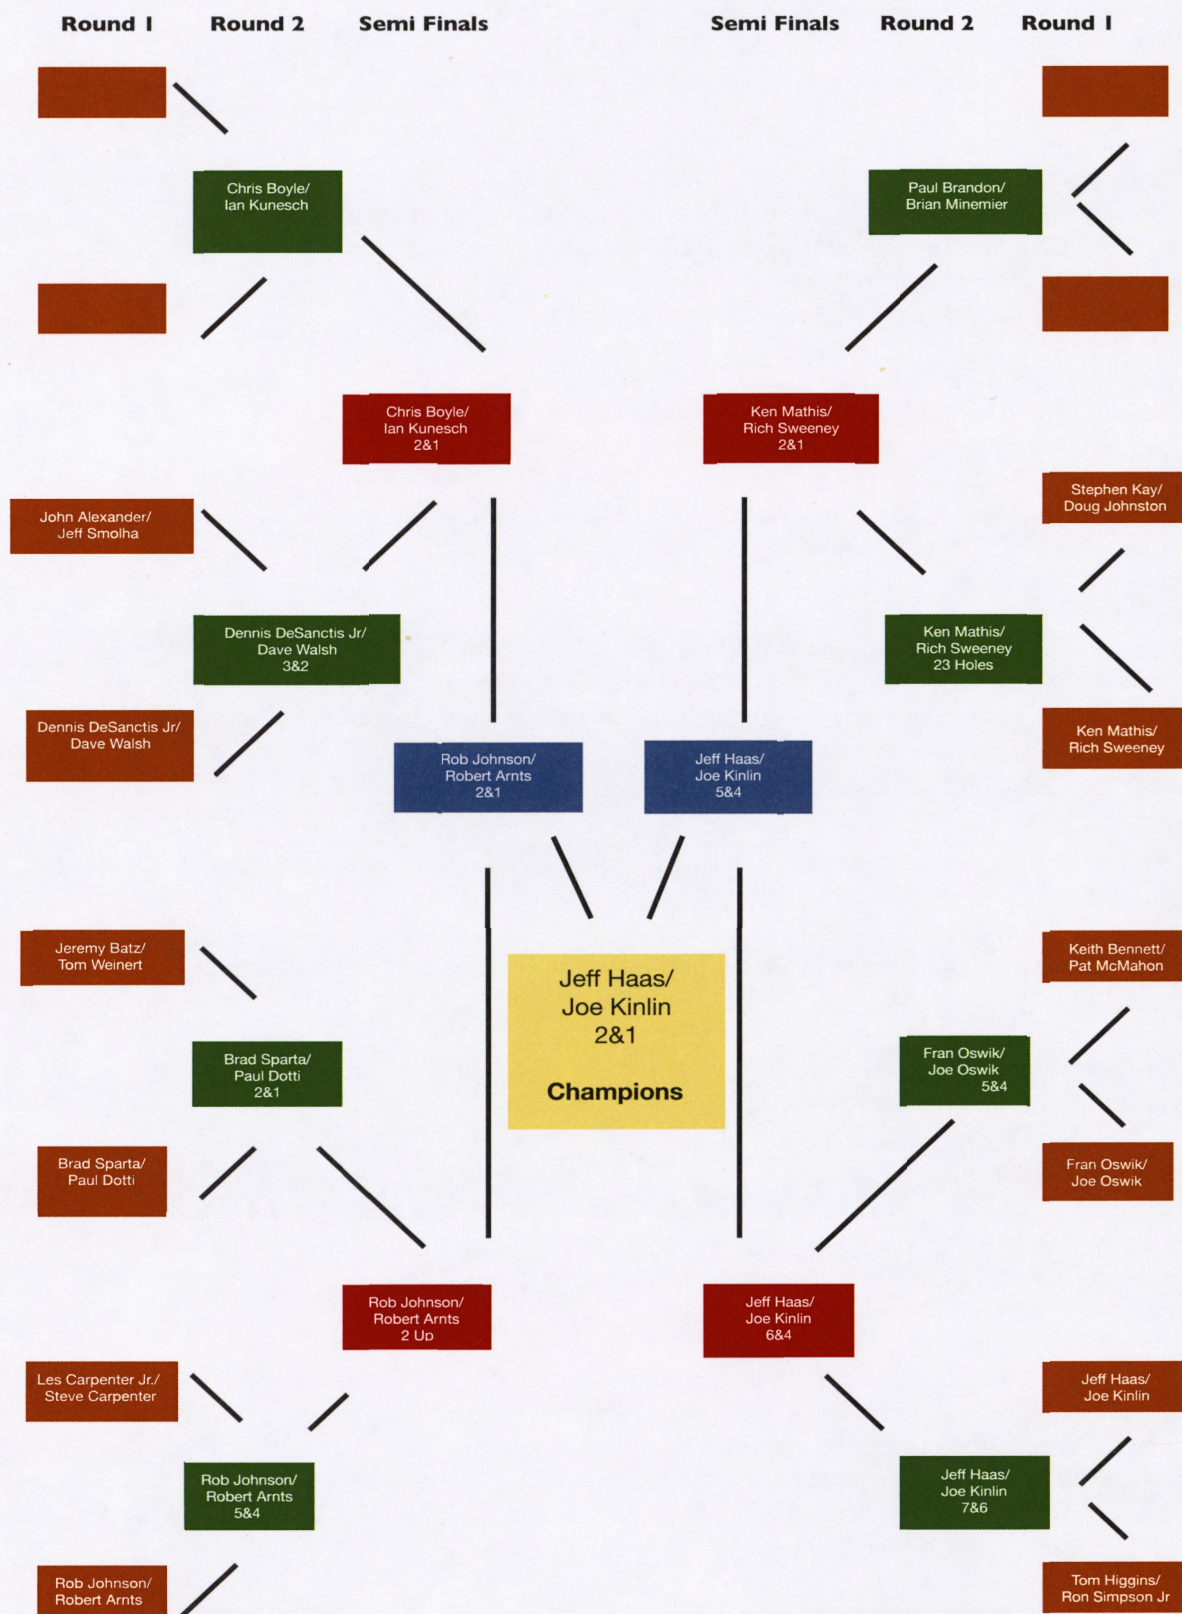 Round 1 Round 2 Semi Finals Semi Finals Round 2 Round 1
Chris Boyle/
Ian Kunesch
Paul Brandon/
Brian Minemier
Chris Boyle/
Ian Kunesch
2&1
Ken Mathis/
Rich Sweeney
2&1
John Alexander/
Jeff Smolha
Stephen Kay/
Doug Johnston
Dennis DeSanctis Jr/
Dave Walsh
3&2
Ken Mathis/
Rich Sweeney
23 Holes
Dennis DeSanctis Jr/
Dave Walsh
Ken Mathis/
Rich Sweeney
Rob Johnson/
Robert Arnts
2&1
Jeff Haas/
Joe Kinlin
5&4
Jeremy Batz/
Tom Weinert
Keith Bennett/
Pat McMahon
Jeff Haas/
Joe Kinlin
2&1
Champions
Brad Sparta/
Paul Dotti
2&1
Fran Oswik/
Joe Oswik
5&4
Brad Sparta/
Paul Dotti
Fran Oswik/
Joe Oswik
Rob Johnson/
Robert Arnts
2 Up
Jeff Haas/
Joe Kinlin
6&4
Les Carpenter Jr./
Steve Carpenter
Jeff Haas/
Joe Kinlin
Rob Johnson/
Robert Arnts
5&4
Jeff Haas/
Joe Kinlin
7&6
Rob Johnson/
Robert Arnts
Tom Higgins/
Ron Simpson Jr